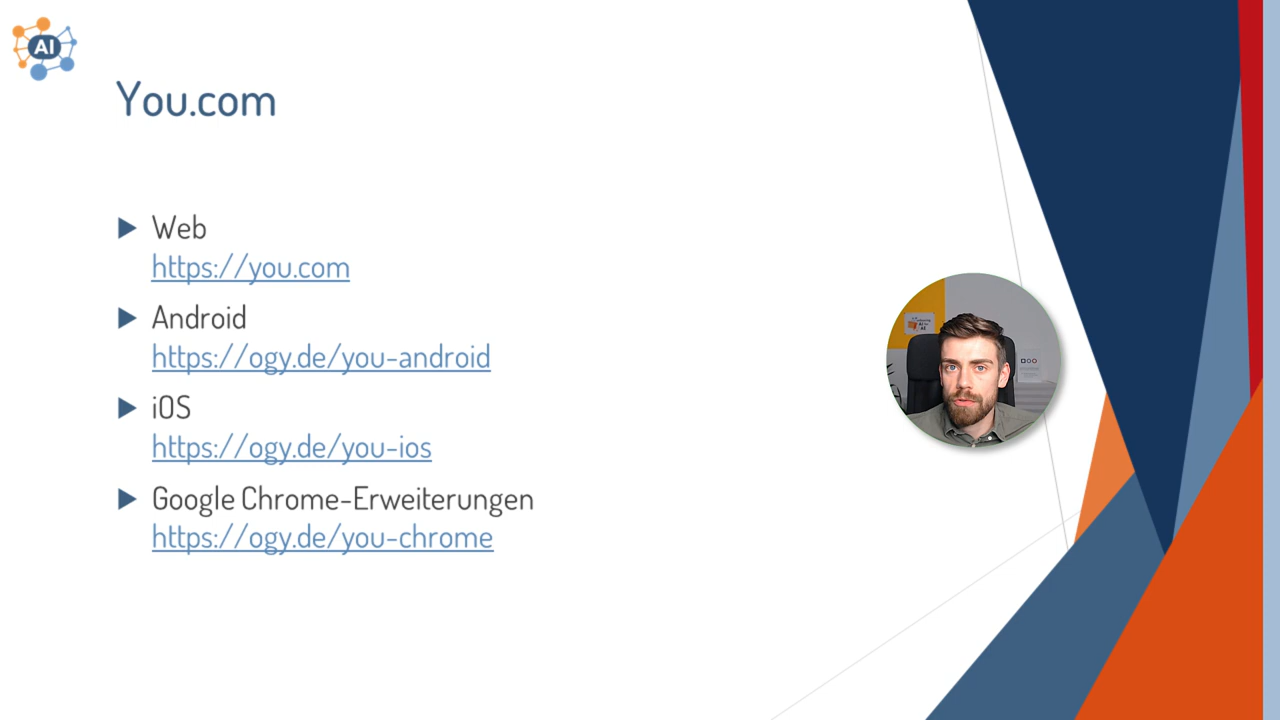 AI
You.com
Web
https://you.com
Android
https://ogy.de/you-android
iOS
https://ogy.de/you-ios
Google Chrome-Erweiterungen
https://ogy.de/you-chrome